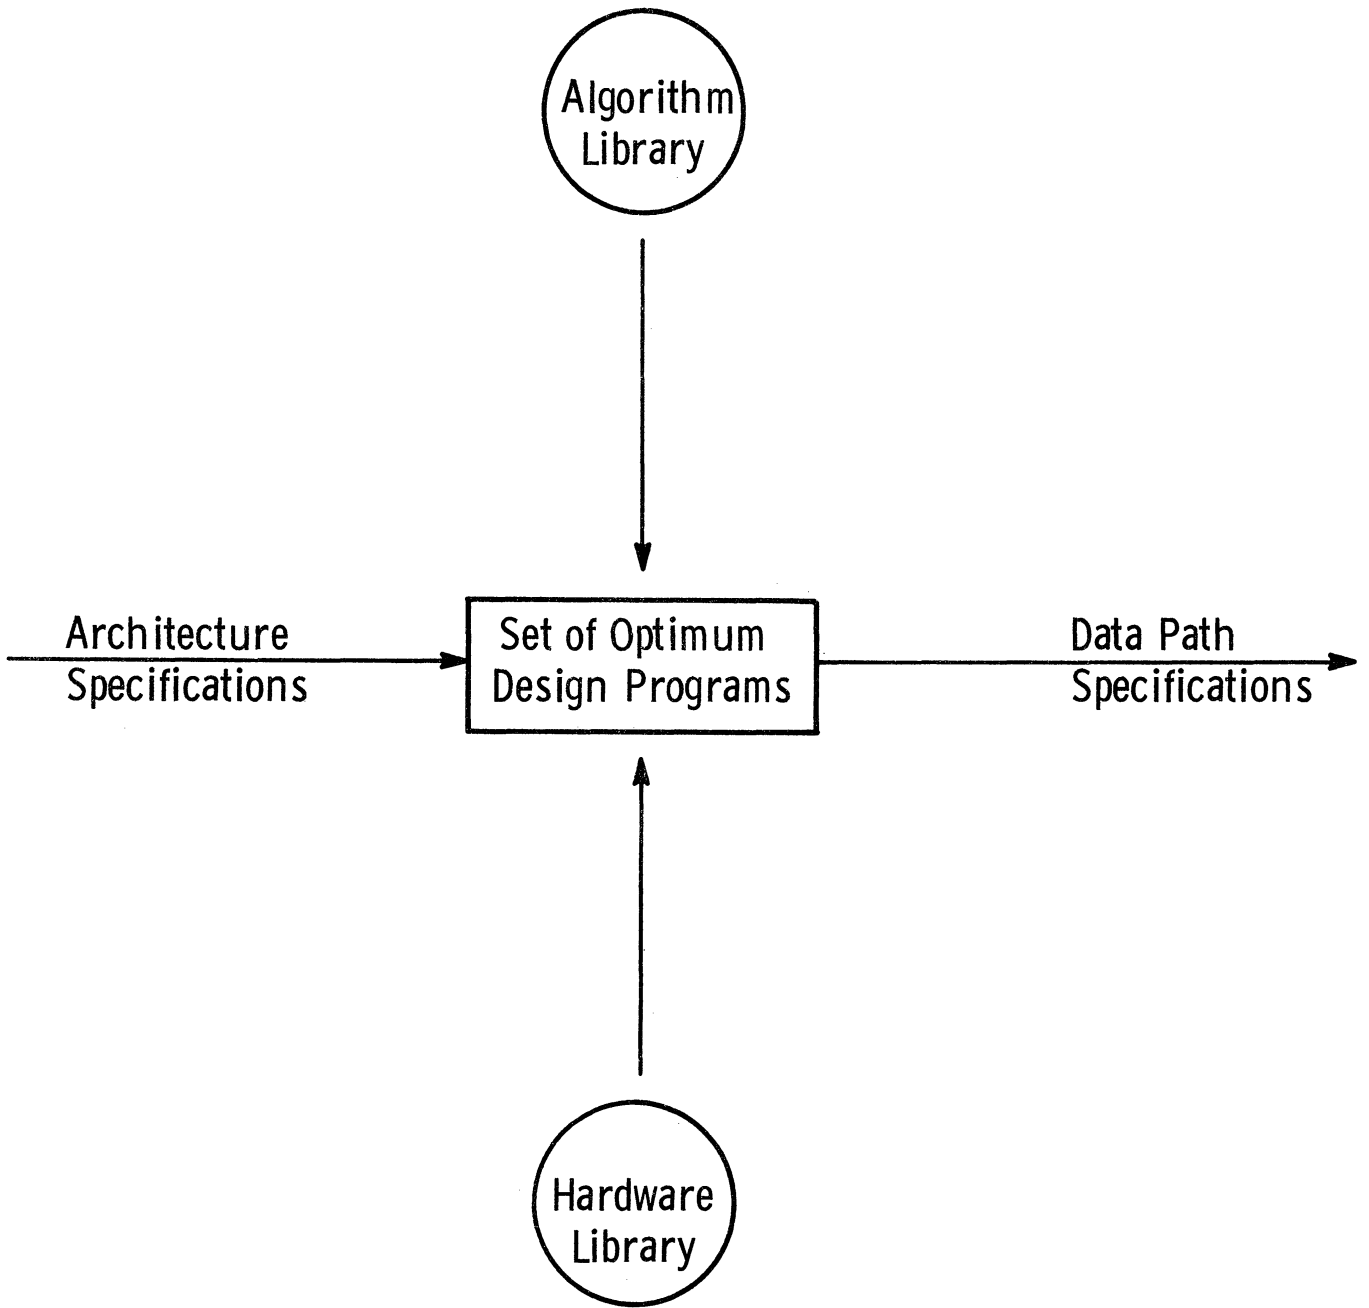 Algorithm
Library
Architecture
Specifications
Set of Optimum
Design Programs
Data Path
Specifications
Hardware
Library